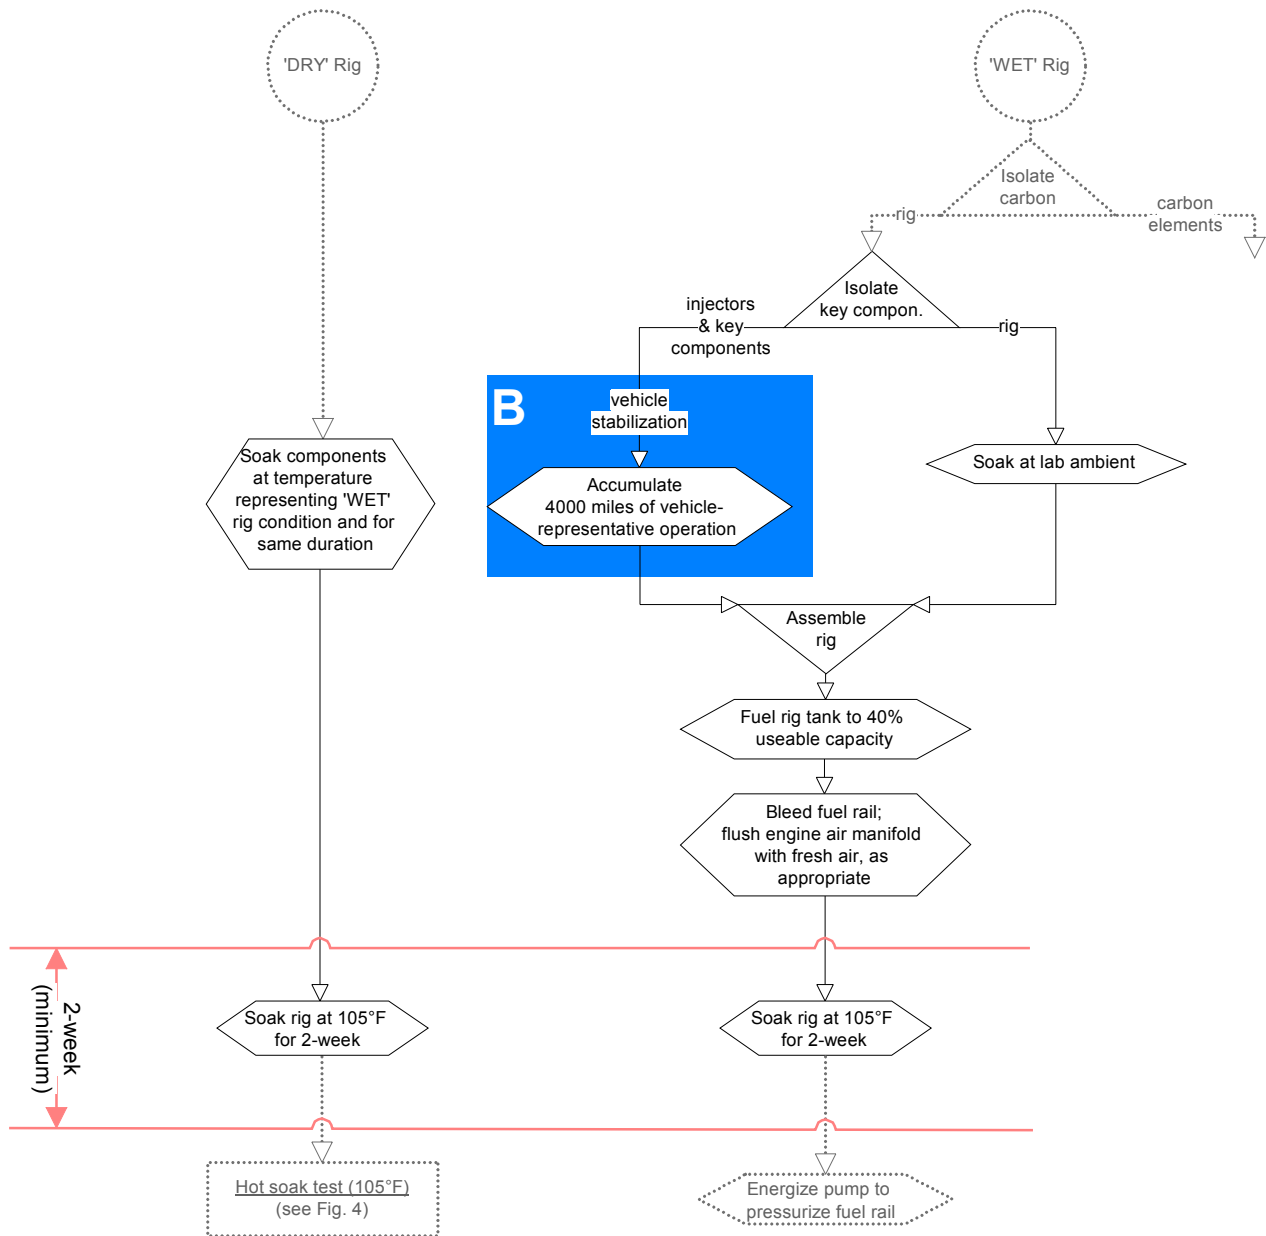 'DRY' Rig
'WET' Rig
Isolate
carbon
rig
carbon
elements
Isolate
key compon.
injectors
& key
components
rig
B
vehicle
stabilization
Soak components
at temperature
representing 'WET'
rig condition and for
same duration
Accumulate
4000 miles of vehicle-
representative operation
Soak at lab ambient
Assemble
rig
Fuel rig tank to 40%
useable capacity
Bleed fuel rail;
flush engine air manifold
with fresh air, as
appropriate
2-week
(minimum)
Soak rig at 105°F
for 2-week
Soak rig at 105°F
for 2-week
Hot soak test (105°F)
(see Fig. 4)
Energize pump to
pressurize fuel rail